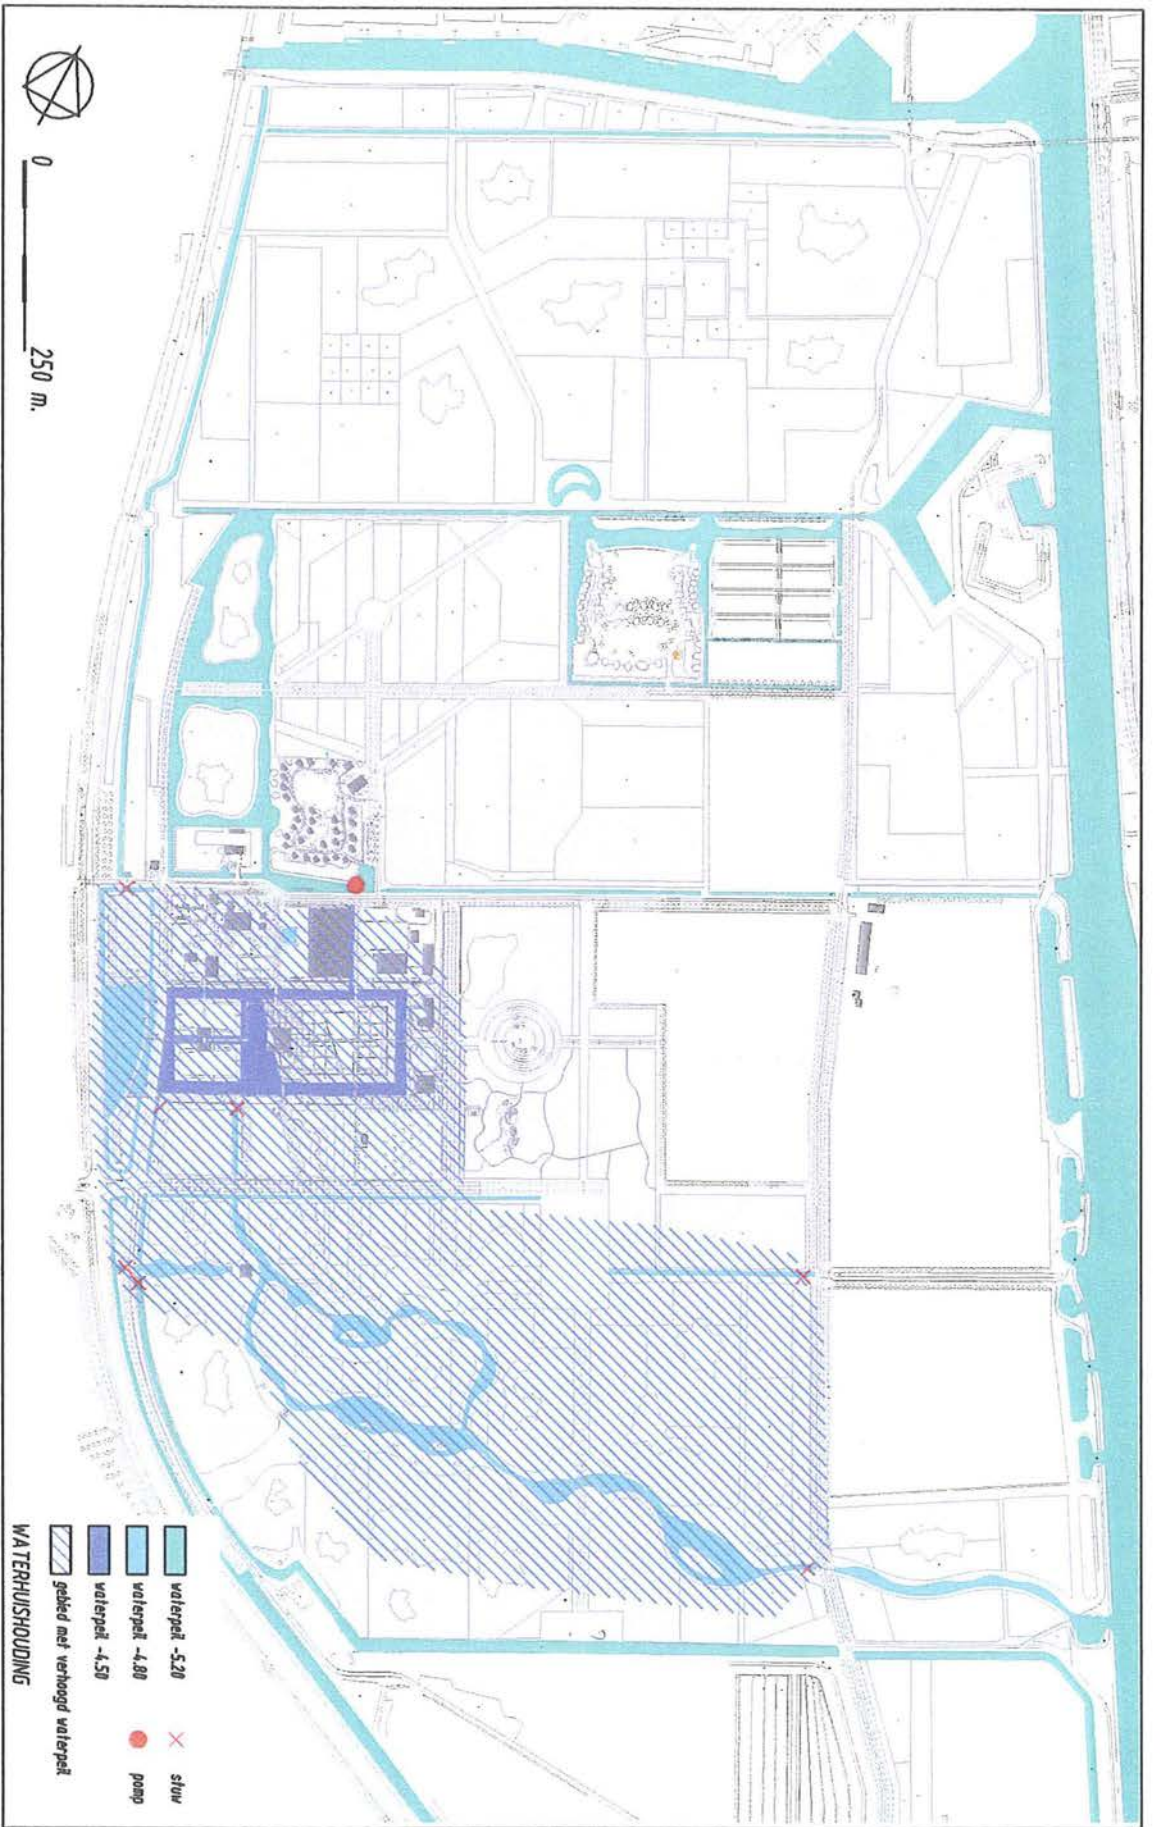 0
250 m.
waterpeil -5.20
waterpeil -4.80
waterpeil -4.50
gebied met verhoogd waterpeil
stuw
pomp
WATERHUISHOUDING